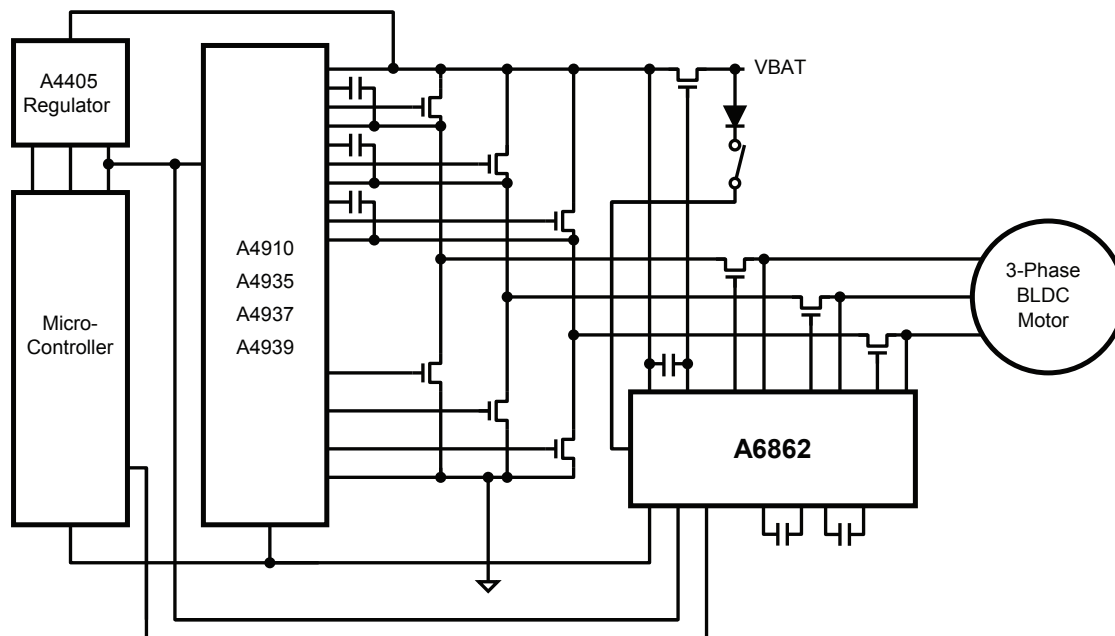 A4405
Regulator
VBAT
A4910
A4935
A4937
A4939
3-Phase
BLDC
Motor
Micro-
Controller
A6862